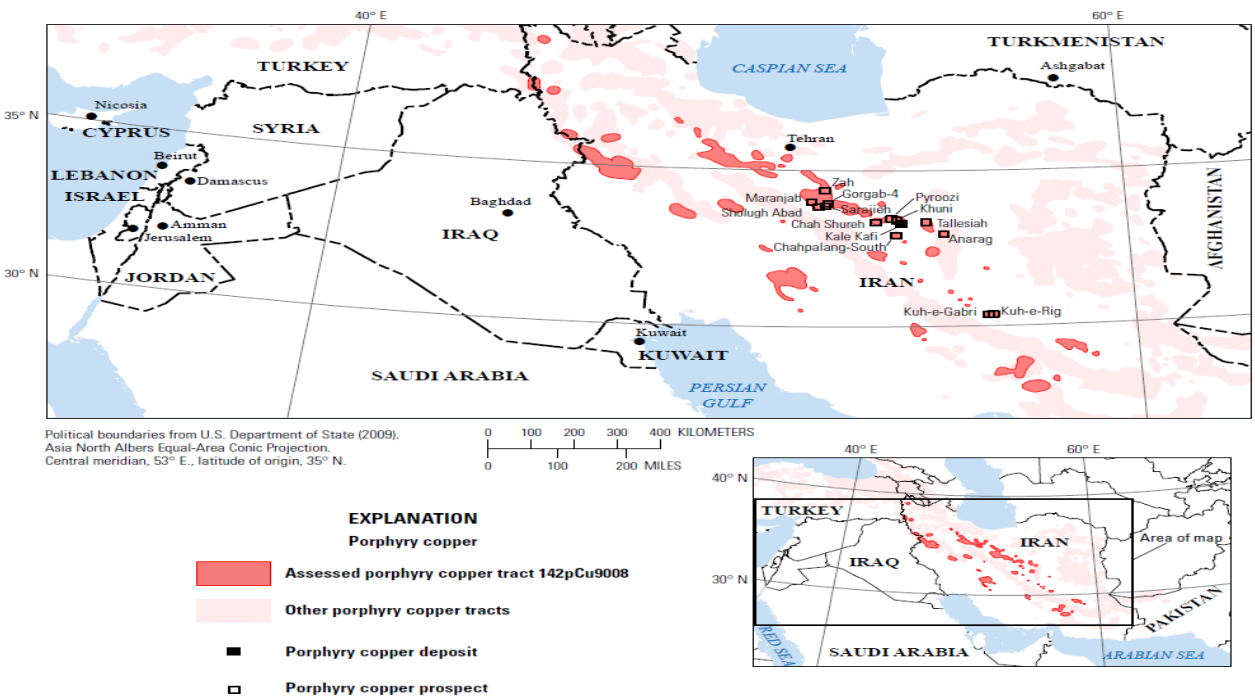 40° E
60° E
TURKMENISTAN
Ashgabat
TURKEY
CASPIAN SEA
35° N
Nicosia
CYPRUS
SYRIA
Tehran
Beirut
LEBANON
Damascus
ISRAEL
Zah
Gorgab-4
Pyroozi
Maranjab
Sarajieh
Khuni
Sholugh Abad
Baghdad
Chah Shureh
Tallesiah
Amman
Jerusalem
IRAQ
Kale Kafi
Anarag
Chahpalang-South
AFGHANISTAN
30° N
JORDAN
IRAN
Kuh-e-Gabri
Kuh-e-Rig
Kuwait
KUWAIT
SAUDI ARABIA
PERSIAN
GULF
Political boundaries from U.S. Department of State (2009).
Asia North Albers Equal-Area Conic Projection.
Central meridian, 53° E., latitude of origin, 35° N.
0 100 200 300 400 KILOMETERS
0 100 200 MILES
40° E
60° E
40° N
TURKEY
IRAN
Area of map
IRAQ
30° N
PAKISTAN
RED SEA
SAUDI ARABIA
ARABIAN SEA
EXPLANATION
Porphyry copper
Assessed porphyry copper tract 142pCu9008
Other porphyry copper tracts
Porphyry copper deposit
Porphyry copper prospect